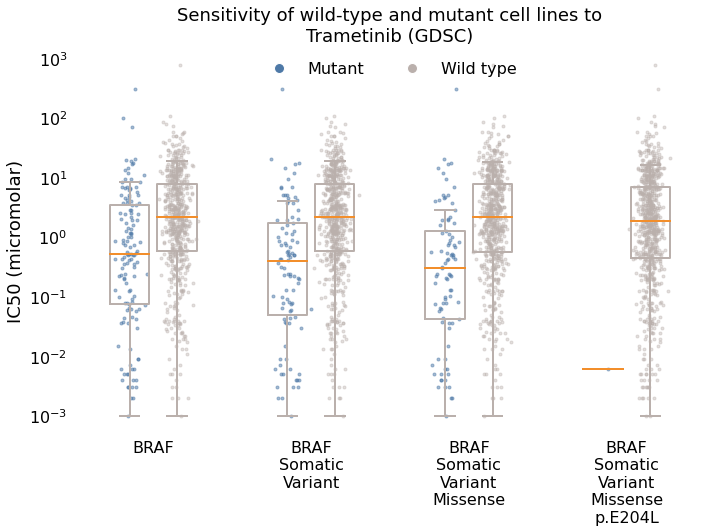 Sensitivity of wild-type and mutant cell lines to
Trametinib (GDSC)
Mutant
Wild type
IC50 (micromolar)
10³
10²
10¹
10⁰
10⁻¹
10⁻²
10⁻³
BRAF
BRAF
Somatic
Variant
BRAF
Somatic
Variant
Missense
BRAF
Somatic
Variant
Missense
p.E204L